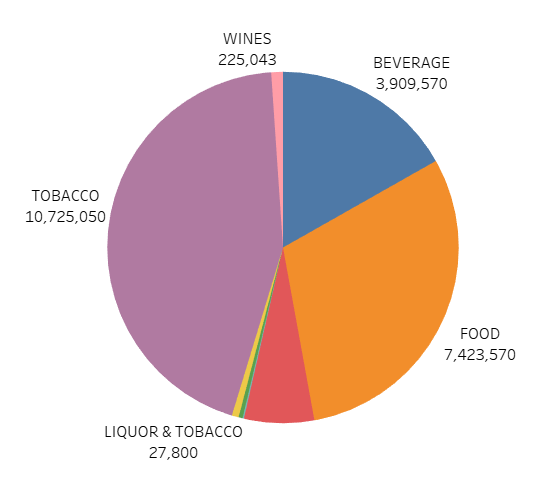 WINES
225,043
BEVERAGE
3,909,570
TOBACCO
10,725,050
FOOD
7,423,570
LIQUOR & TOBACCO
27,800